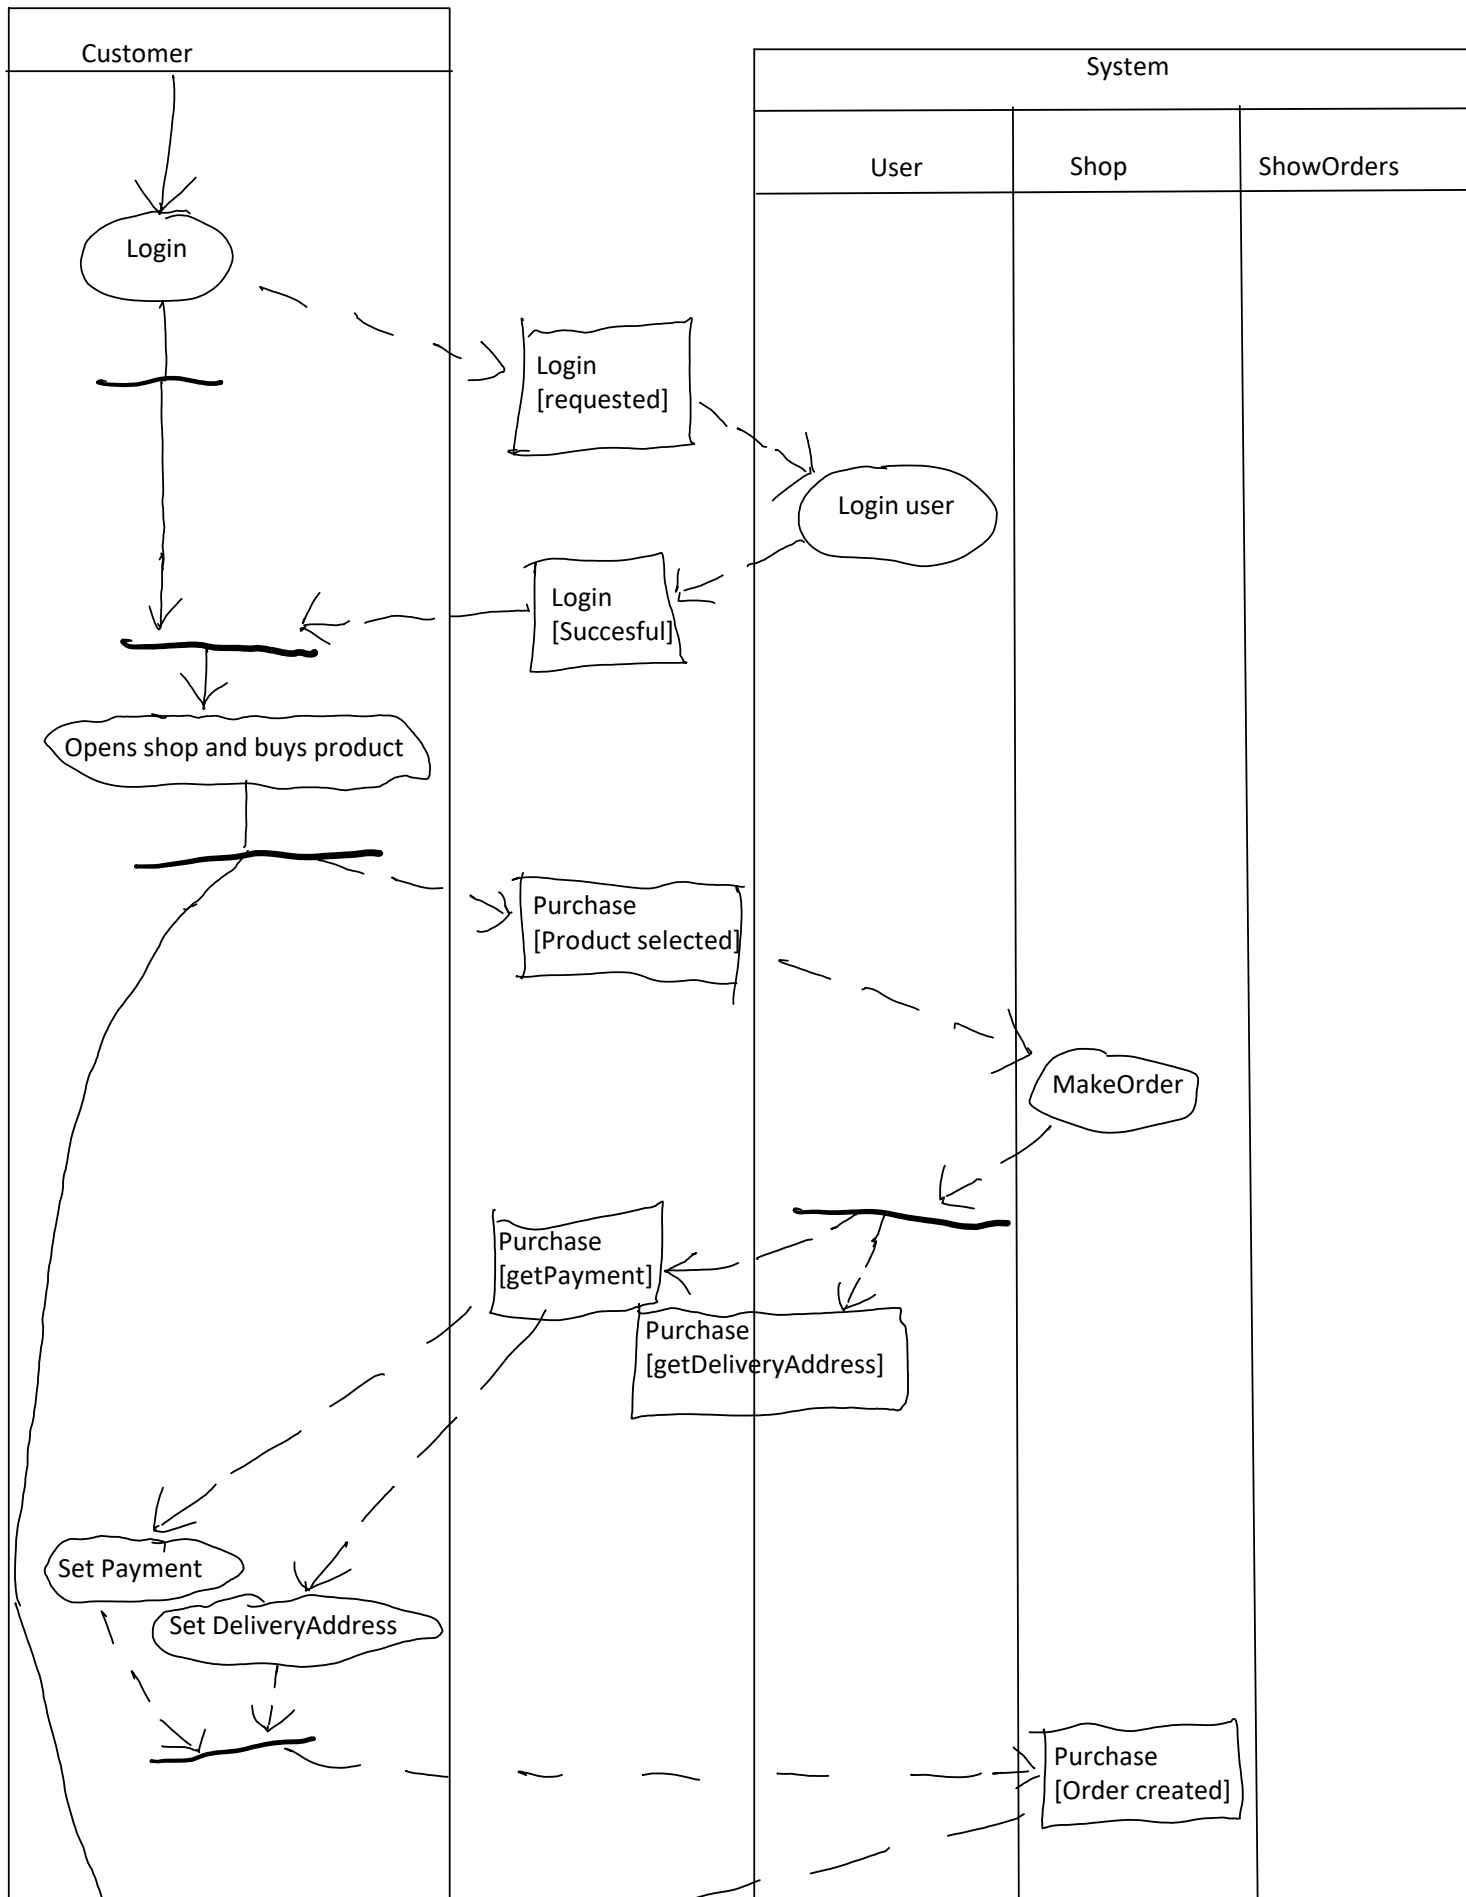 Customer
System
User
Shop
ShowOrders
Login
Login
[requested]
Login user
Login
[Succesful]
Opens shop and buys product
Purchase
[Product selected]
MakeOrder
Purchase
[getPayment]
Purchase
[getDeliveryAddress]
Set Payment
Set DeliveryAddress
Purchase
[Order created]